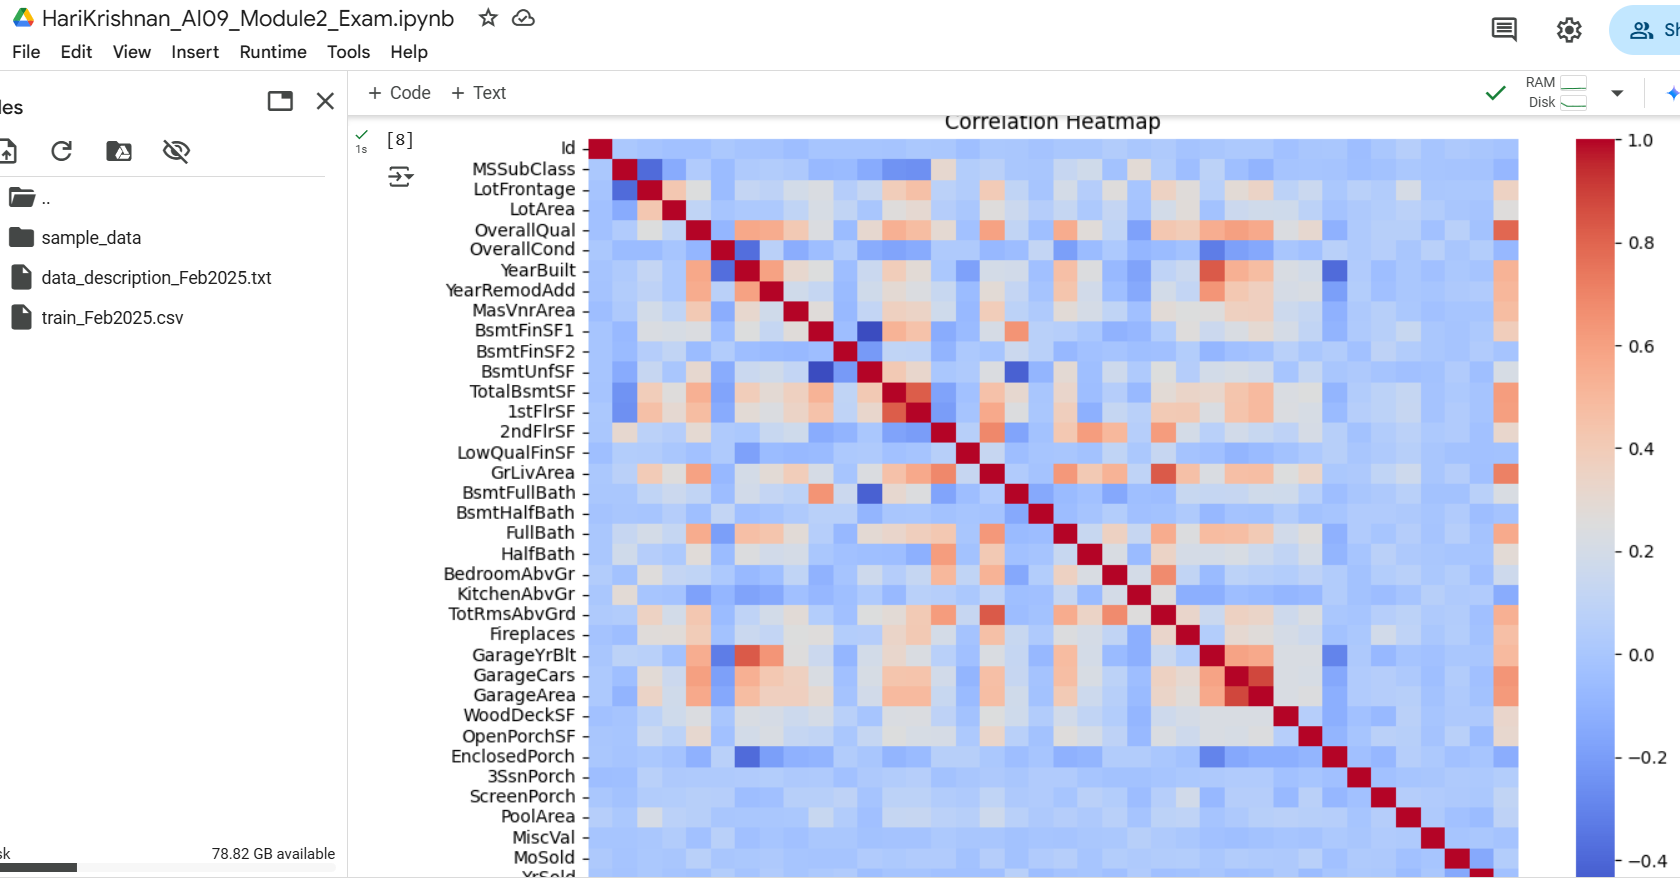 HariKrishnan_AI09_Module2_Exam.ipynb
File Edit View Insert Runtime Tools Help
+ Code + Text
RAM
Disk
..
sample_data
data_description_Feb2025.txt
train_Feb2025.csv
78.82 GB available
[8]
1s
Correlation Heatmap
Id
MSSubClass
LotFrontage
LotArea
OverallQual
OverallCond
YearBuilt
YearRemodAdd
MasVnrArea
BsmtFinSF1
BsmtFinSF2
BsmtUnfSF
TotalBsmtSF
1stFlrSF
2ndFlrSF
LowQualFinSF
GrLivArea
BsmtFullBath
BsmtHalfBath
FullBath
HalfBath
BedroomAbvGr
KitchenAbvGr
TotRmsAbvGrd
Fireplaces
GarageYrBlt
GarageCars
GarageArea
WoodDeckSF
OpenPorchSF
EnclosedPorch
3SsnPorch
ScreenPorch
PoolArea
MiscVal
MoSold
YrSold
1.0
0.8
0.6
0.4
0.2
0.0
−0.2
−0.4